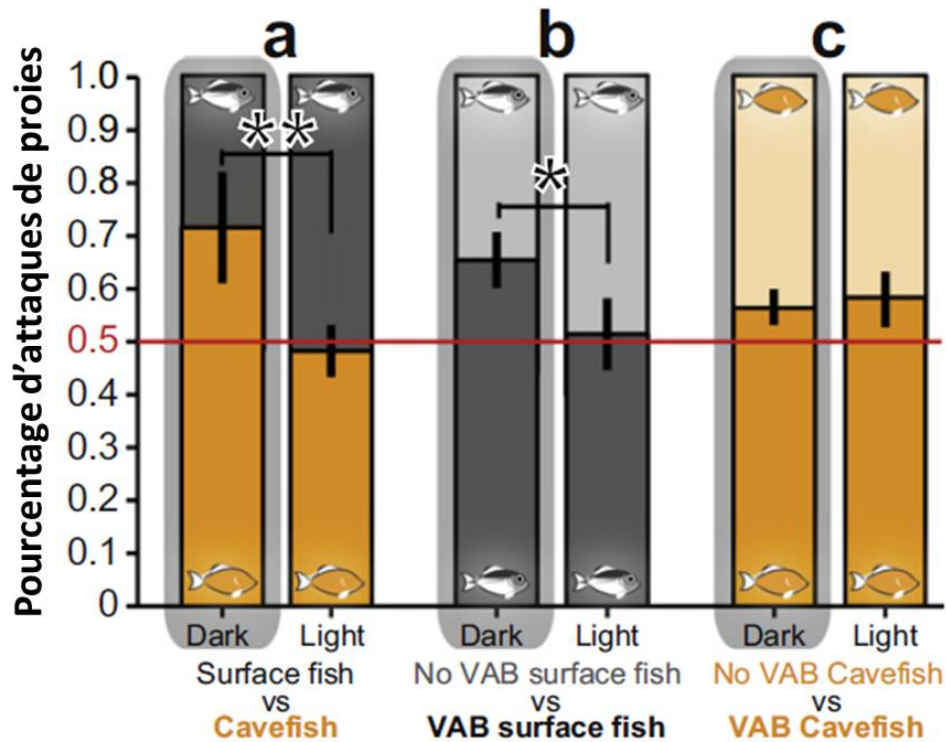 a b c
Pourcentage d'attaques de proies
1.0
0.9
0.8
0.7
0.6
0.5
0.4
0.3
0.2
0.1
0
**
*
Dark Light Dark Light Dark Light
Surface fish
vs
Cavefish
No VAB surface fish
vs
VAB surface fish
No VAB Cavefish
vs
VAB Cavefish